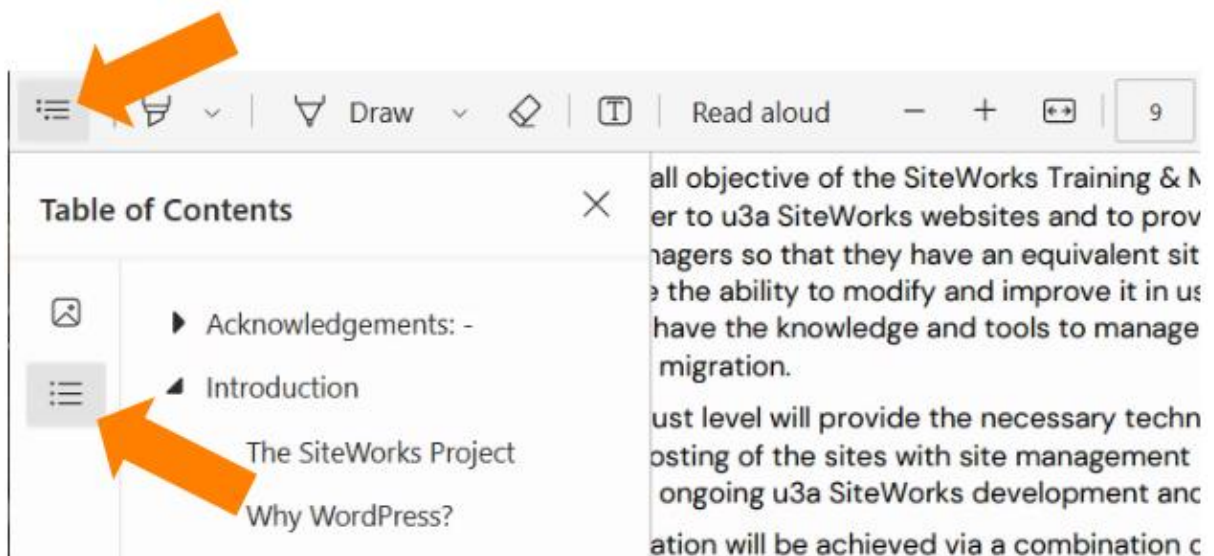 Draw
Read aloud
9
Table of Contents
Acknowledgements: -
Introduction
The SiteWorks Project
Why WordPress?
all objective of the SiteWorks Training &
er to u3a SiteWorks websites and to prov
nagers so that they have an equivalent sit
the ability to modify and improve it in us
have the knowledge and tools to manage
migration.
ust level will provide the necessary techn
osting of the sites with site management
ongoing u3a SiteWorks development and
ation will be achieved via a combination